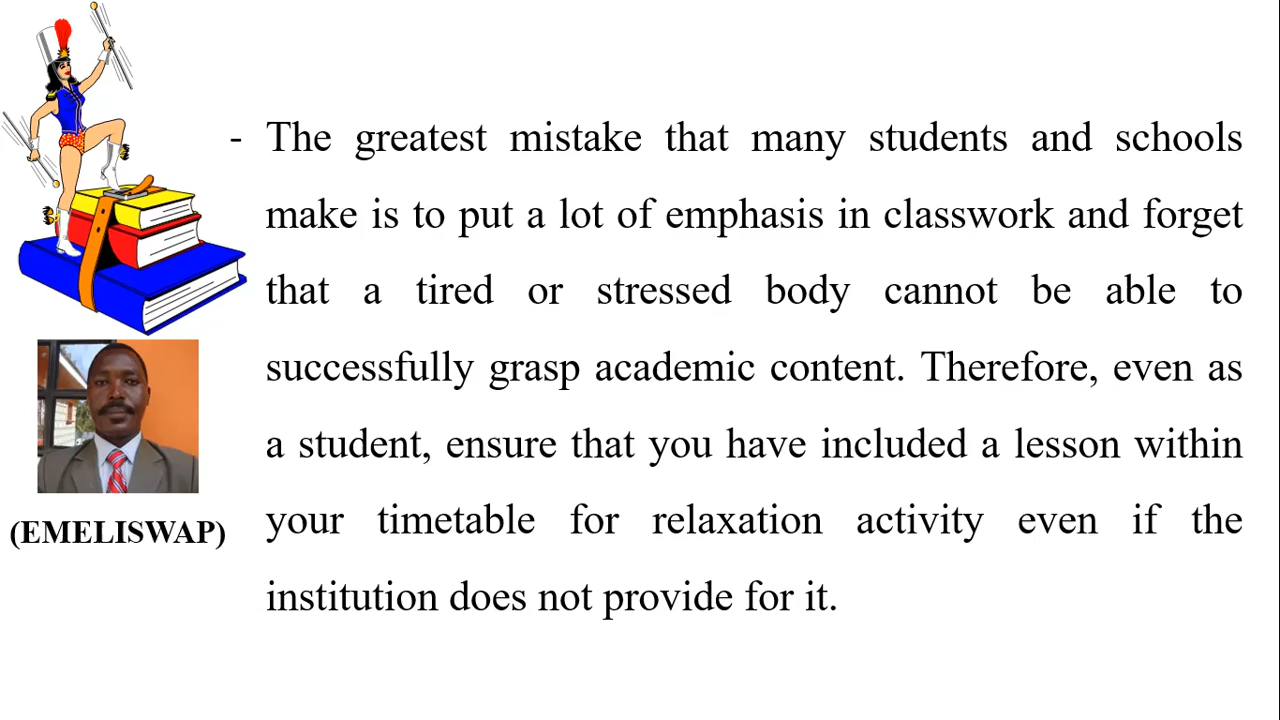 - The greatest mistake that many students and schools
make is to put a lot of emphasis in classwork and forget
that a tired or stressed body cannot be able to
successfully grasp academic content. Therefore, even as
a student, ensure that you have included a lesson within
your timetable for relaxation activity even if the
institution does not provide for it.
(EMELISWAP)